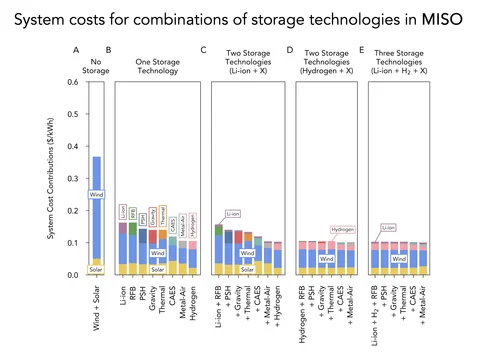 System costs for combinations of storage technologies in MISO
A
B
C
D
E
No
Storage
One Storage
Technology
Two Storage
Technologies
(Li-ion + X)
Two Storage
Technologies
(Hydrogen + X)
Three Storage
Technologies
(Li-ion + H2 + X)
System Cost Contributions ($/kWh)
0.6
0.5
0.4
0.3
0.2
0.1
0.0
Wind
Solar
Li-ion
RFB
PSH
Gravity
Thermal
CAES
Metal-Air
Hydrogen
Wind
Solar
Li-ion
Wind
Hydrogen
Wind
Li-ion
Wind
Wind + Solar
Li-ion
RFB
PSH
Gravity
Thermal
CAES
Metal-Air
Hydrogen
Li-ion + RFB
+ PSH
+ Gravity
+ Thermal
+ CAES
+ Metal-Air
+ Hydrogen
Hydrogen + RFB
+ PSH
+ Gravity
+ Thermal
+ CAES
+ Metal-Air
Li-ion + H2 + RFB
+ PSH
+ Gravity
+ Thermal
+ CAES
+ Metal-Air